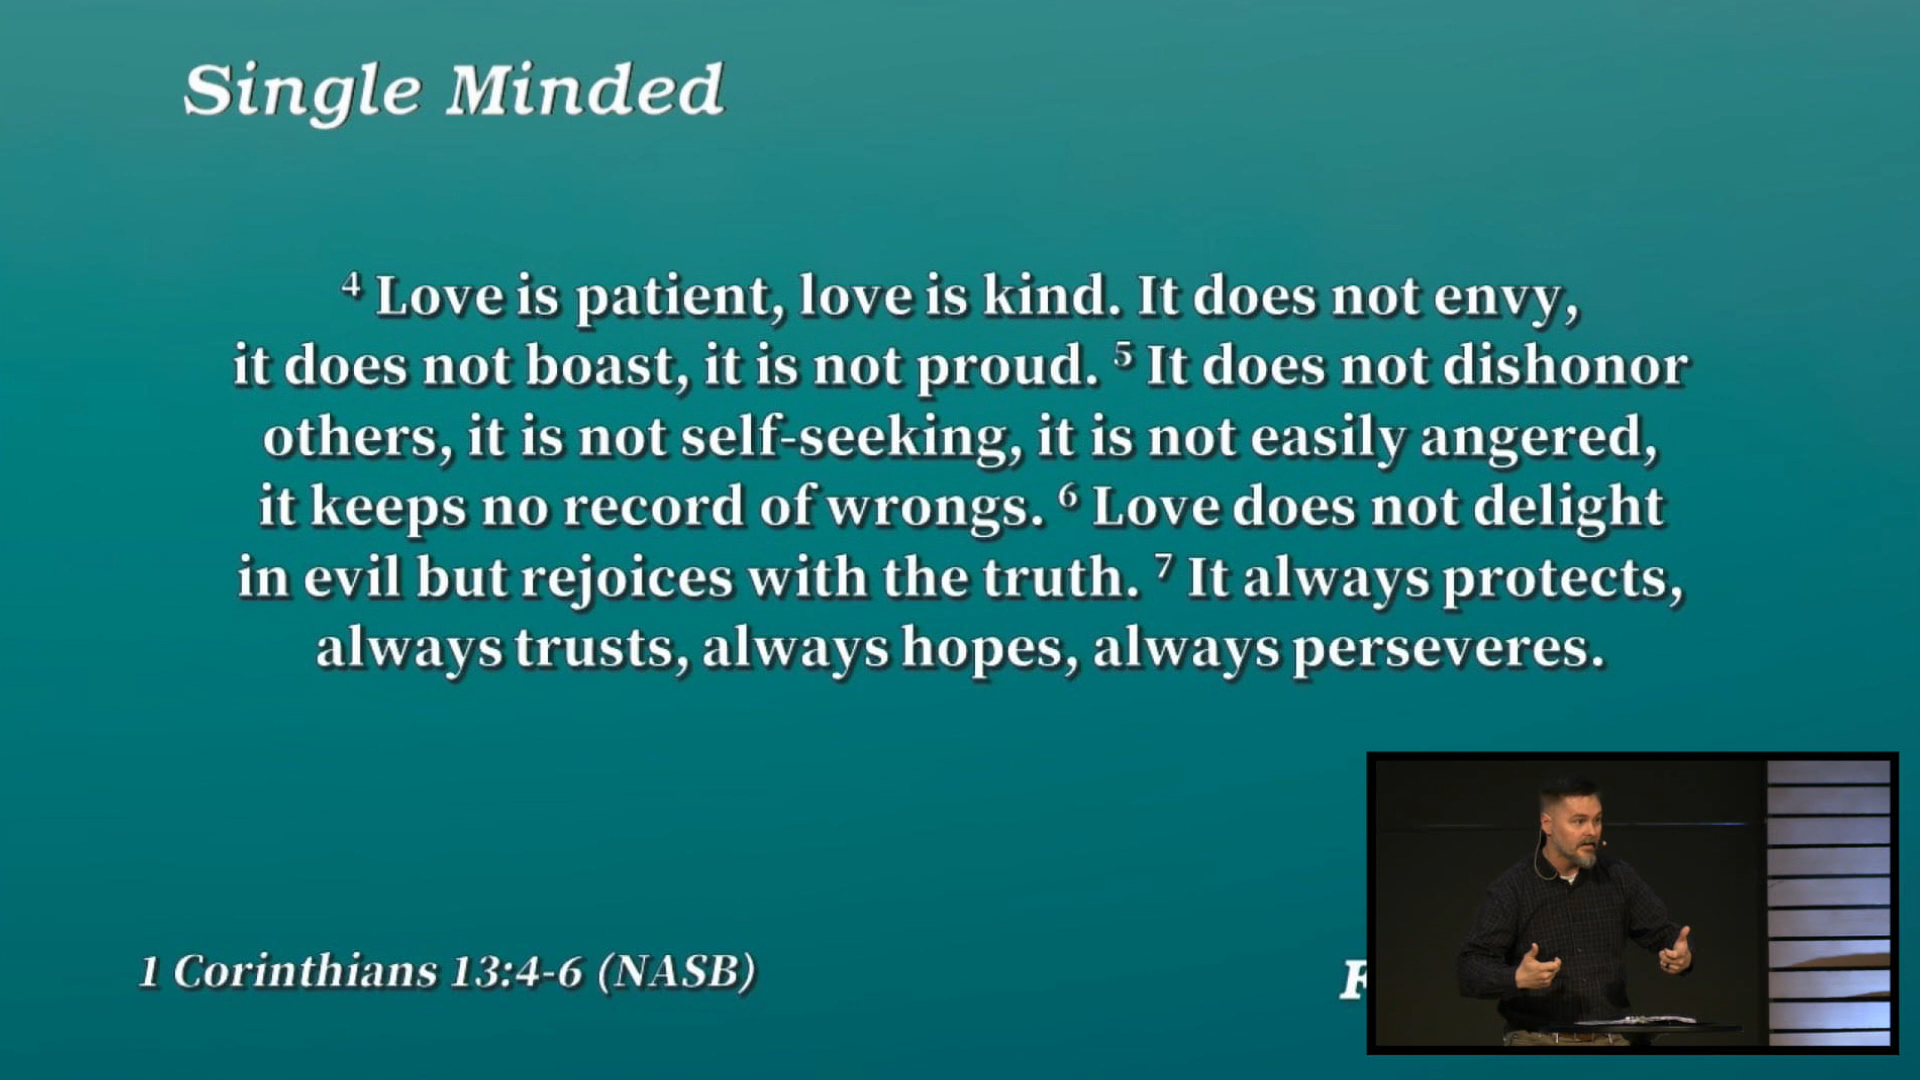 Single Minded
⁴ Love is patient, love is kind. It does not envy,
it does not boast, it is not proud. ⁵ It does not dishonor
others, it is not self-seeking, it is not easily angered,
it keeps no record of wrongs. ⁶ Love does not delight
in evil but rejoices with the truth. ⁷ It always protects,
always trusts, always hopes, always perseveres.
1 Corinthians 13:4-6 (NASB)